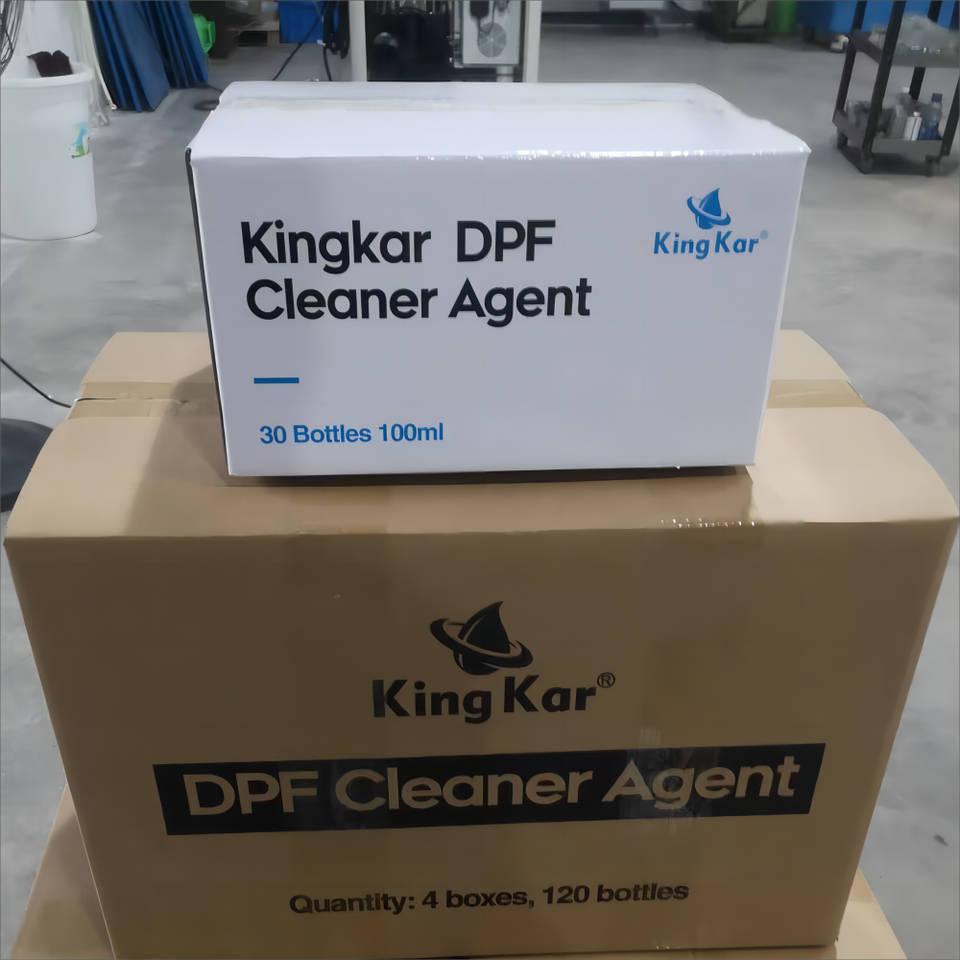 Kingkar DPF
Cleaner Agent
King Kar®
30 Bottles 100ml
King Kar®
DPF Cleaner Agent
Quantity: 4 boxes, 120 bottles